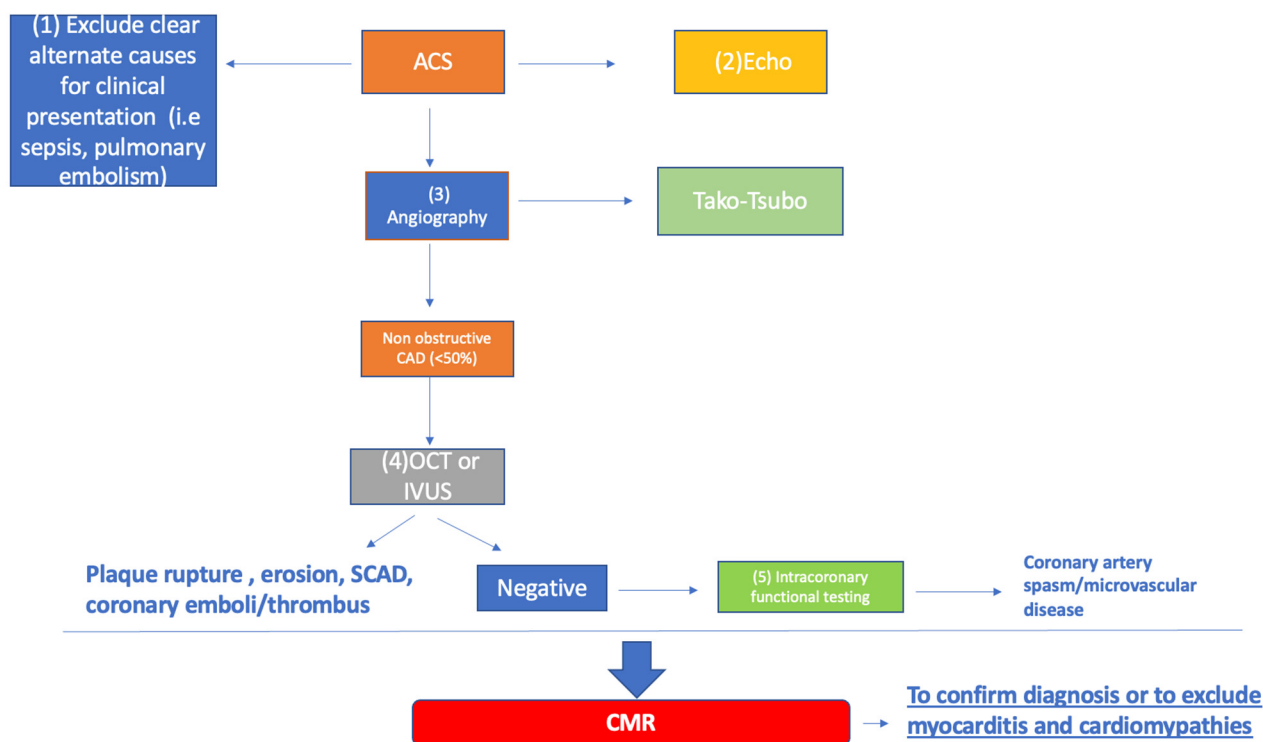 (1) Exclude clear
alternate causes
for clinical
presentation (i.e
sepsis, pulmonary
embolism)
ACS
(2)Echo
(3)
Angiography
Tako-Tsubo
Non obstructive
CAD (<50%)
(4)OCT or
IVUS
Plaque rupture , erosion, SCAD,
coronary emboli/thrombus
Negative
(5) Intracoronary
functional testing
Coronary artery
spasm/microvascular
disease
CMR
To confirm diagnosis or to exclude
myocarditis and cardiomypathies